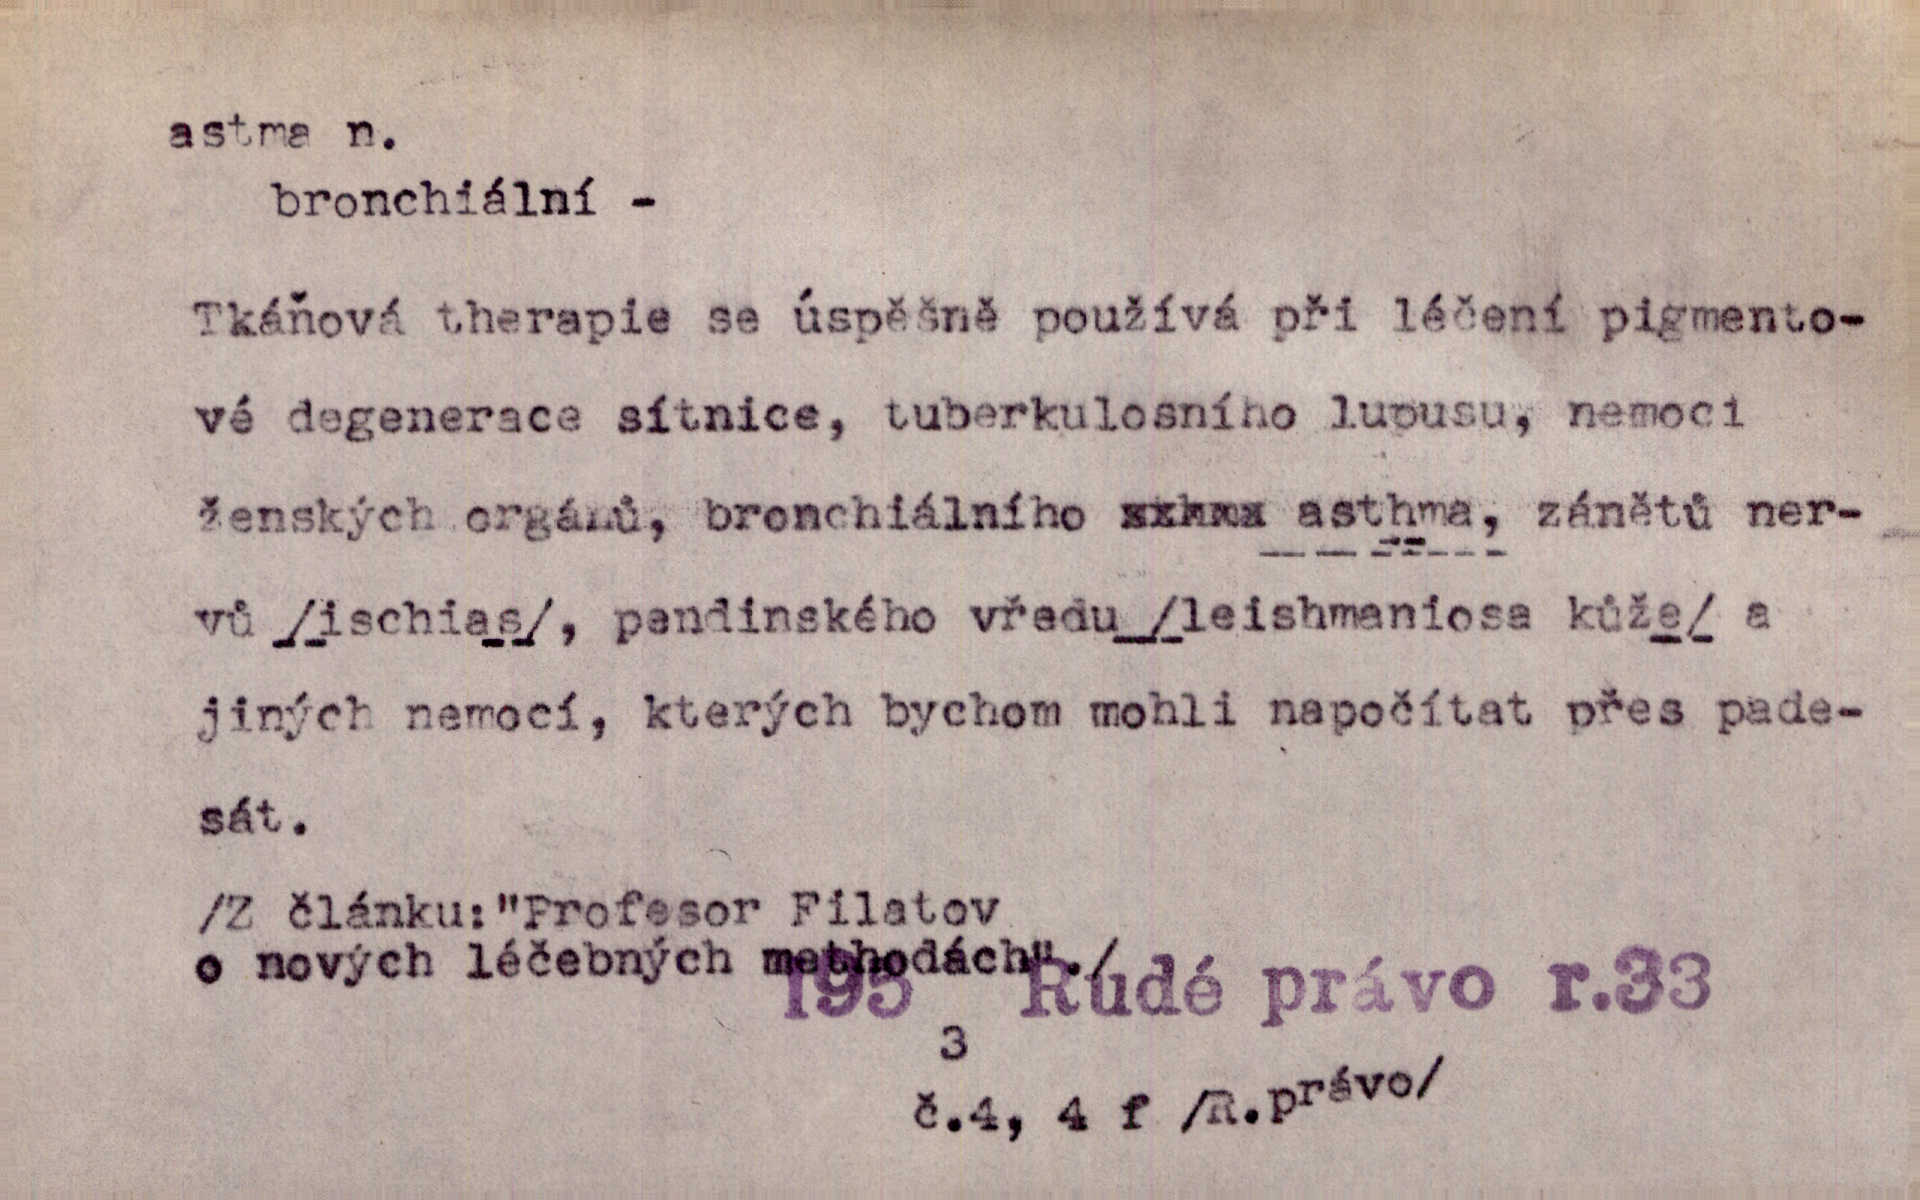 astma n.
bronchiální -
Tkáňová therapie se úspěšně používá při léčení pigmento-
vé degenerace sítnice, tuberkulosního lupusu, nemoci
ženských orgánů, bronchiálního asthma, zánětů ner-
vů /ischias/, pendinského vředu /leishmaniosa kůže/ a
jiných nemocí, kterých bychom mohli napočítat přes pade-
sát.
/Z článku:"Profesor Filatov
o nových léčebných methodách"./
195 Rudé právo r.33
3
č.4, 4 f /R.právo/